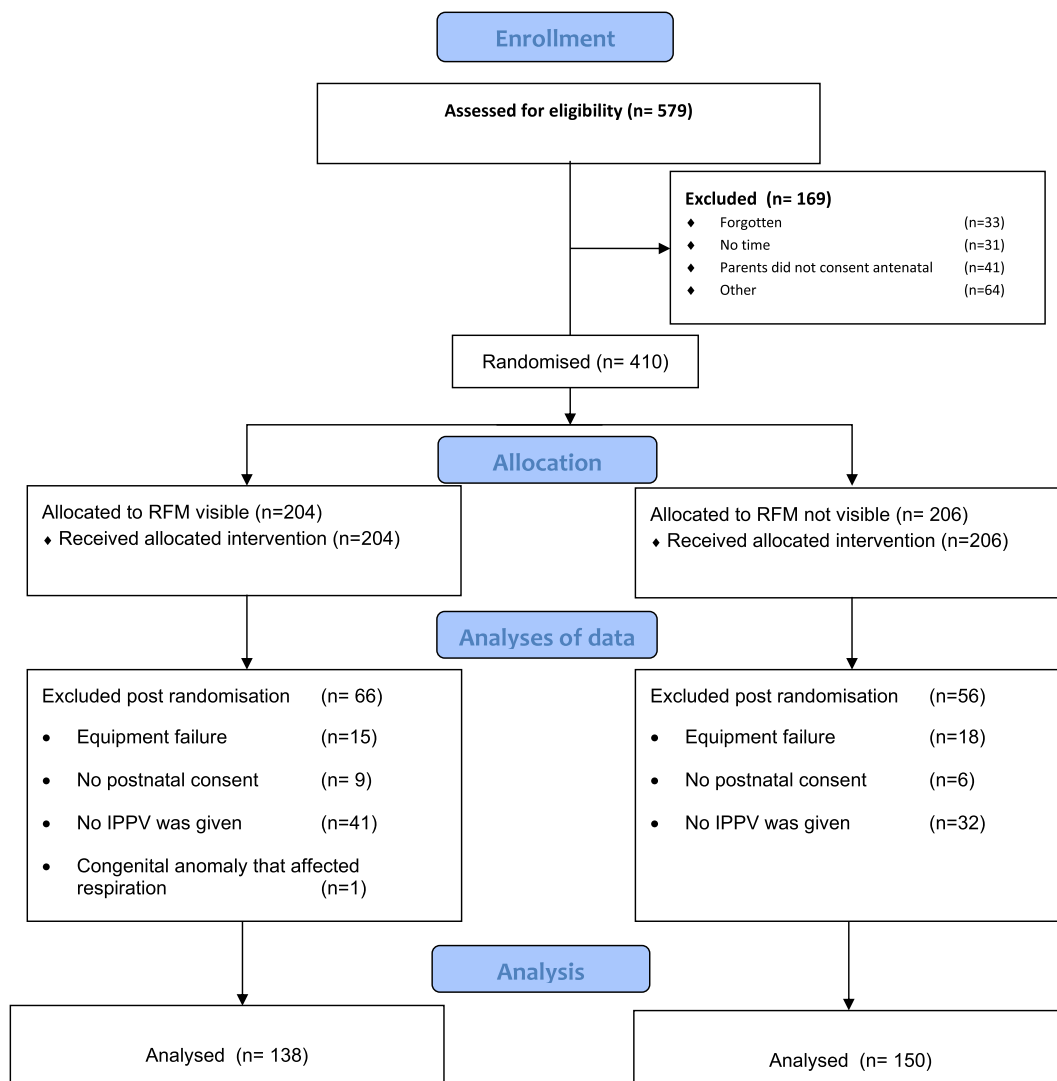 Enrollment
Assessed for eligibility (n= 579)
Excluded (n= 169)
♦ Forgotten (n=33)
♦ No time (n=31)
♦ Parents did not consent antenatal (n=41)
♦ Other (n=64)
Randomised (n= 410)
Allocation
Allocated to RFM visible (n=204)
♦ Received allocated intervention (n=204)
Allocated to RFM not visible (n= 206)
♦ Received allocated intervention (n=206)
Analyses of data
Excluded post randomisation (n= 66)
• Equipment failure (n=15)
• No postnatal consent (n= 9)
• No IPPV was given (n=41)
• Congenital anomaly that affected
respiration (n=1)
Excluded post randomisation (n=56)
• Equipment failure (n=18)
• No postnatal consent (n=6)
• No IPPV was given (n=32)
Analysis
Analysed (n= 138)
Analysed (n= 150)